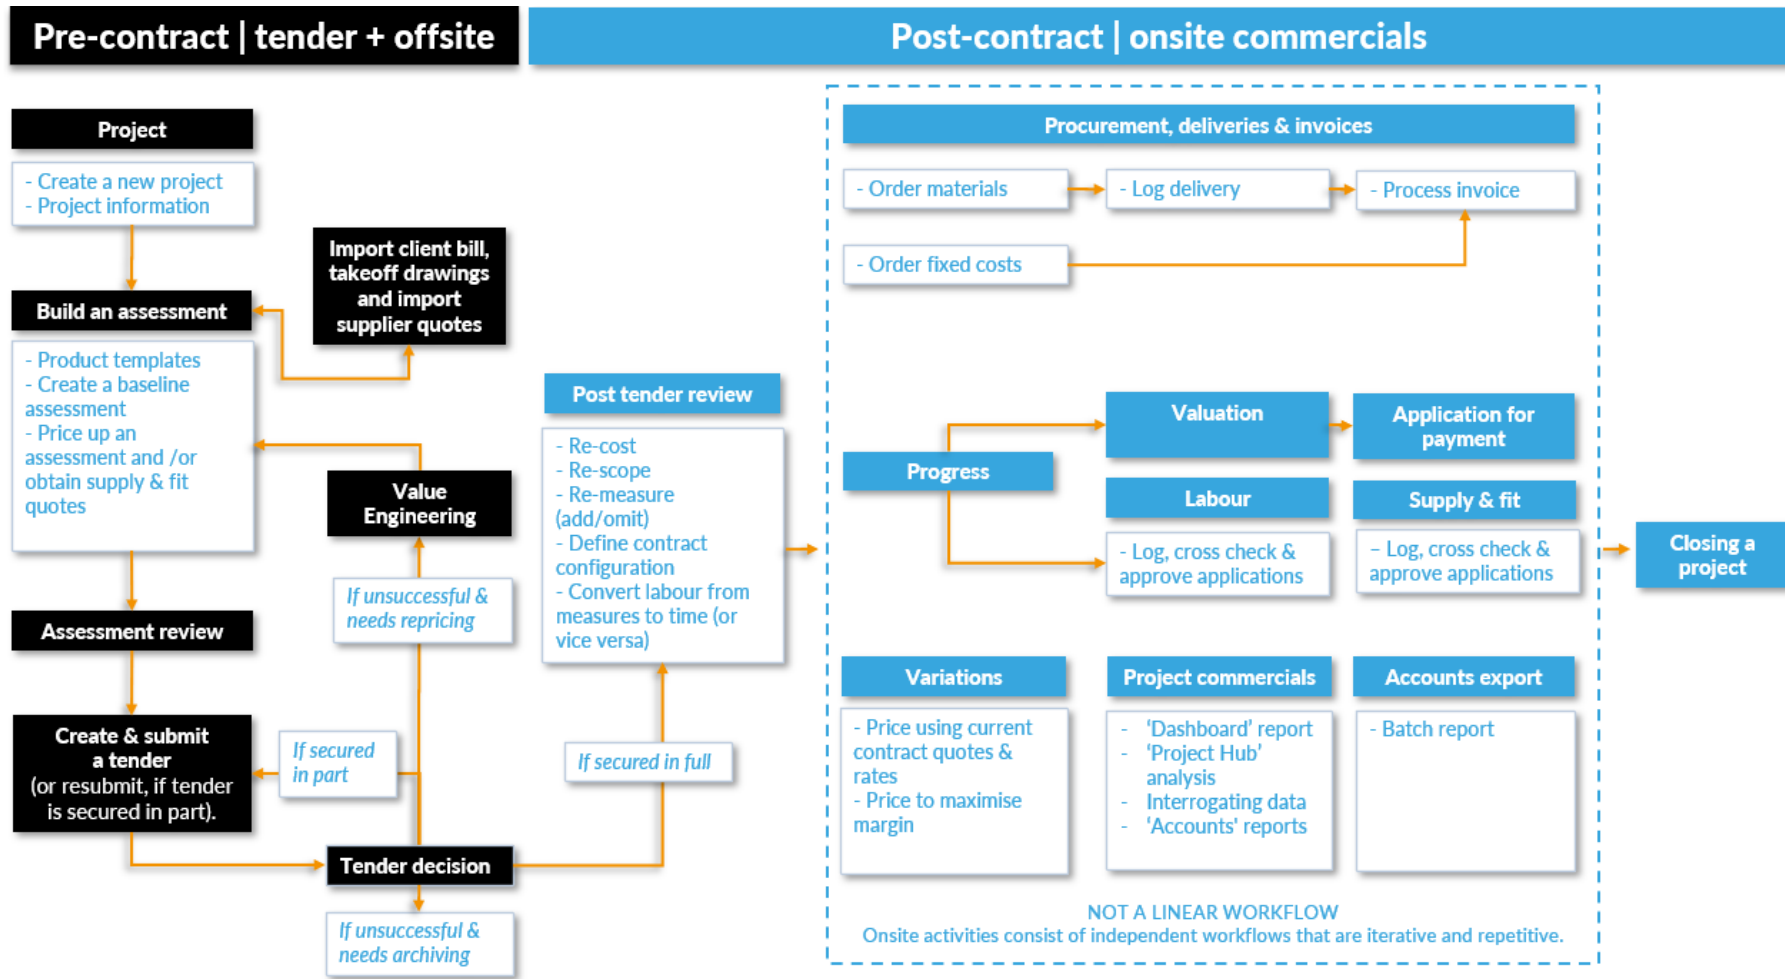 Pre-contract | tender + offsite
Post-contract | onsite commercials
Project
- Create a new project
- Project information
Import client bill,
takeoff drawings
and import
supplier quotes
Build an assessment
- Product templates
- Create a baseline
assessment
- Price up an
assessment and /or
obtain supply & fit
quotes
Value
Engineering
If unsuccessful &
needs repricing
Assessment review
Create & submit
a tender
(or resubmit, if tender
is secured in part).
If secured
in part
Tender decision
If unsuccessful &
needs archiving
If secured in full
Post tender review
- Re-cost
- Re-scope
- Re-measure
(add/omit)
- Define contract
configuration
- Convert labour from
measures to time (or
vice versa)
Procurement, deliveries & invoices
- Order materials
- Log delivery
- Process invoice
- Order fixed costs
Progress
Valuation
Application for
payment
Labour
- Log, cross check &
approve applications
Supply & fit
– Log, cross check &
approve applications
Variations
- Price using current
contract quotes &
rates
- Price to maximise
margin
Project commercials
- ‘Dashboard’ report
- ‘Project Hub’
analysis
- Interrogating data
- ‘Accounts' reports
Accounts export
- Batch report
NOT A LINEAR WORKFLOW
Onsite activities consist of independent workflows that are iterative and repetitive.
Closing a
project